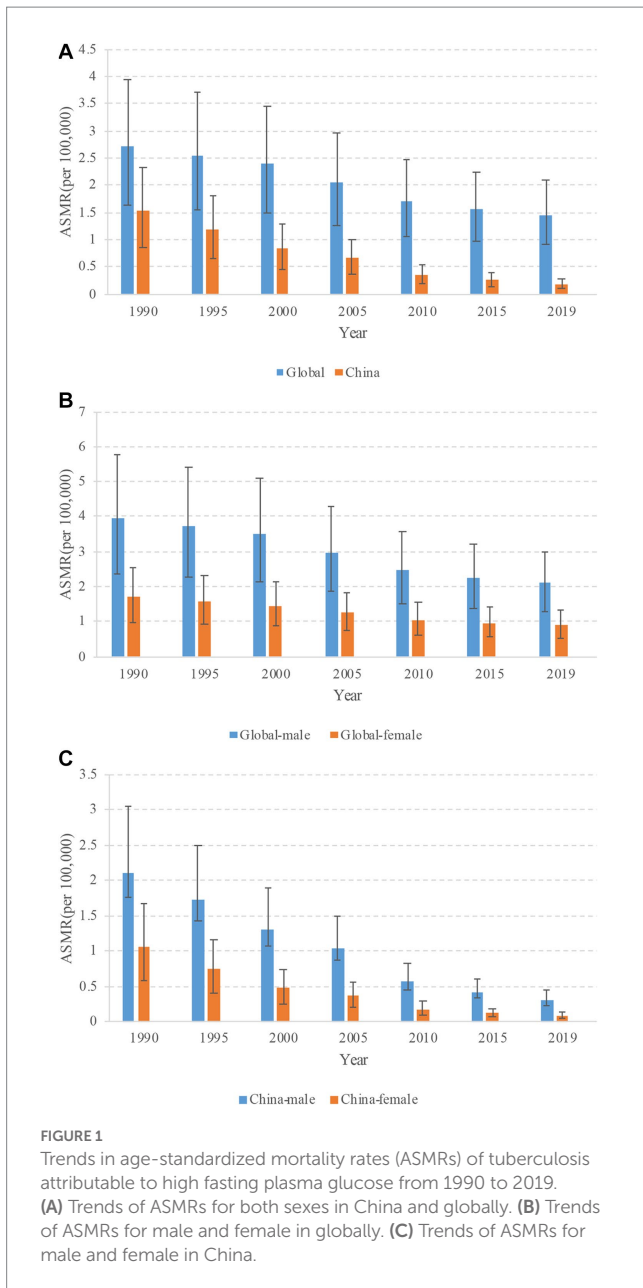 A
4.5
4
3.5
3
2.5
2
1.5
1
0.5
0
ASMR(per 100,000)
1990 1995 2000 2005 2010 2015 2019
Year
Global China
B
7
6
5
4
3
2
1
0
ASMR(per 100,000)
1990 1995 2000 2005 2010 2015 2019
Year
Global-male Global-female
C
3.5
3
2.5
2
1.5
1
0.5
0
ASMR(per 100,000)
1990 1995 2000 2005 2010 2015 2019
Year
China-male China-female
FIGURE 1
Trends in age-standardized mortality rates (ASMRs) of tuberculosis
attributable to high fasting plasma glucose from 1990 to 2019.
(A) Trends of ASMRs for both sexes in China and globally. (B) Trends
of ASMRs for male and female in globally. (C) Trends of ASMRs for
male and female in China.